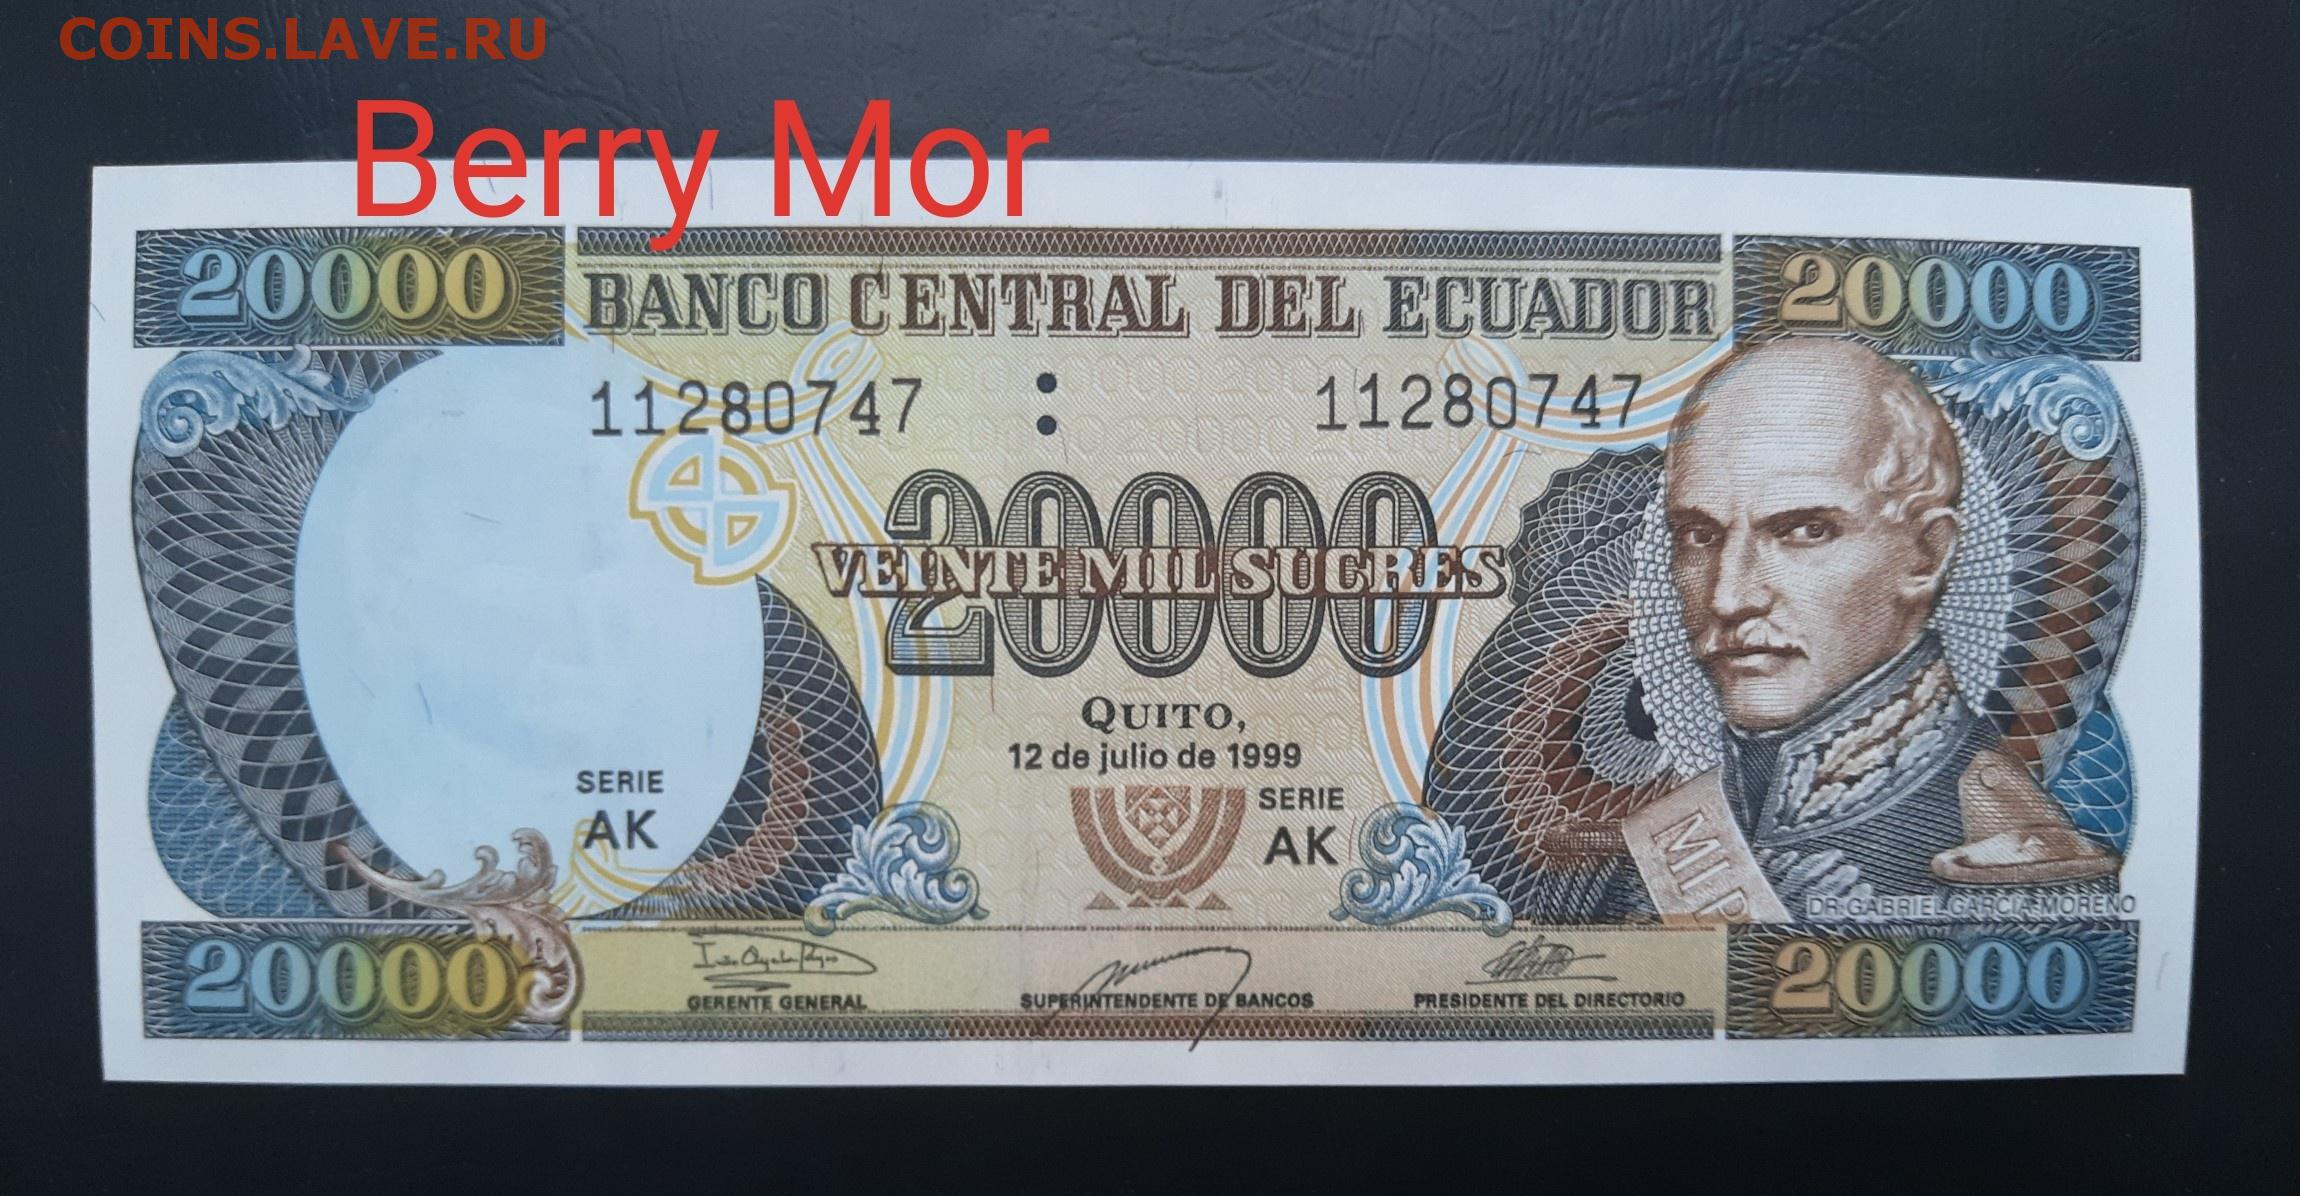 COINS.LAVE.RU
Berry Mor
20000
BANCO CENTRAL DEL ECUADOR
20000
11280747 : 11280747
20000
VEINTE MIL SUCRES
QUITO,
12 de julio de 1999
SERIE
AK
SERIE
AK
MI P
DR. GABRIEL GARCIA MORENO
20000
GERENTE GENERAL
SUPERINTENDENTE DE BANCOS
PRESIDENTE DEL DIRECTORIO
20000